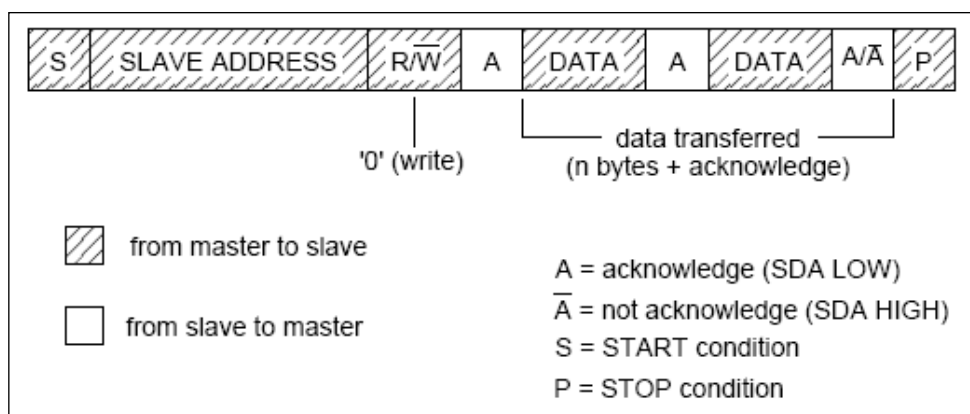 S SLAVE ADDRESS R/W̅ A DATA A DATA A/A̅ P
data transferred
'0' (write)
(n bytes + acknowledge)
from master to slave
from slave to master
A = acknowledge (SDA LOW)
A̅ = not acknowledge (SDA HIGH)
S = START condition
P = STOP condition